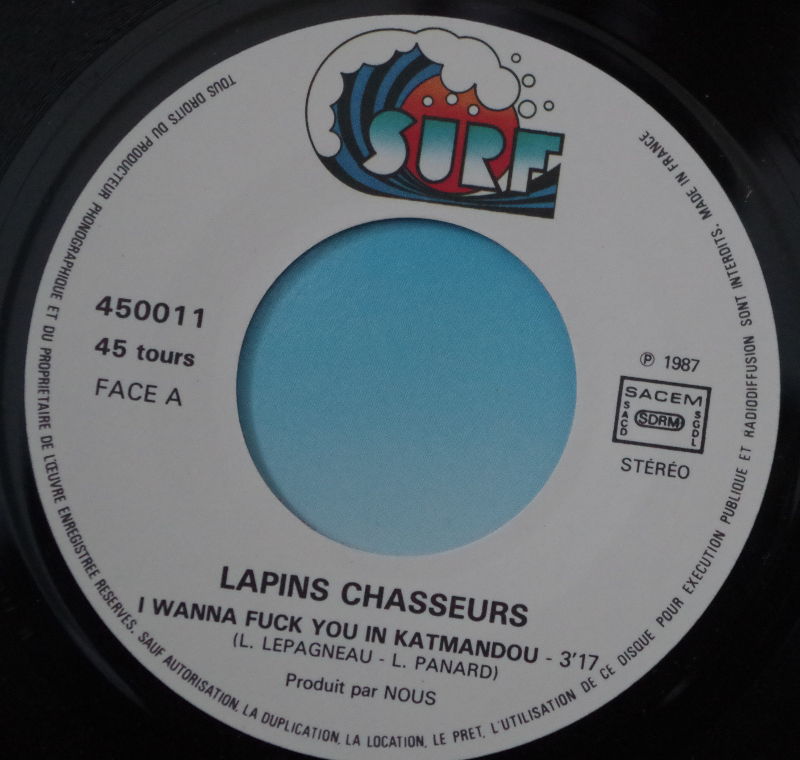 SURF
TOUS DROITS DU PRODUCTEUR PHONOGRAPHIQUE ET DU PROPRIETAIRE DE L'ŒUVRE ENREGISTREE RESERVES. SAUF AUTORISATION, LA DUPLICATION, LA LOCATION, LE PRET, L'UTILISATION DE CE DISQUE POUR EXECUTION PUBLIQUE ET RADIODIFFUSION SONT INTERDITS. MADE IN FRANCE
450011
45 tours
FACE A
℗ 1987
SACEM
SACD SDRM SGDL
STÉRÉO
LAPINS CHASSEURS
I WANNA FUCK YOU IN KATMANDOU - 3'17
(L. LEPAGNEAU - L. PANARD)
Produit par NOUS